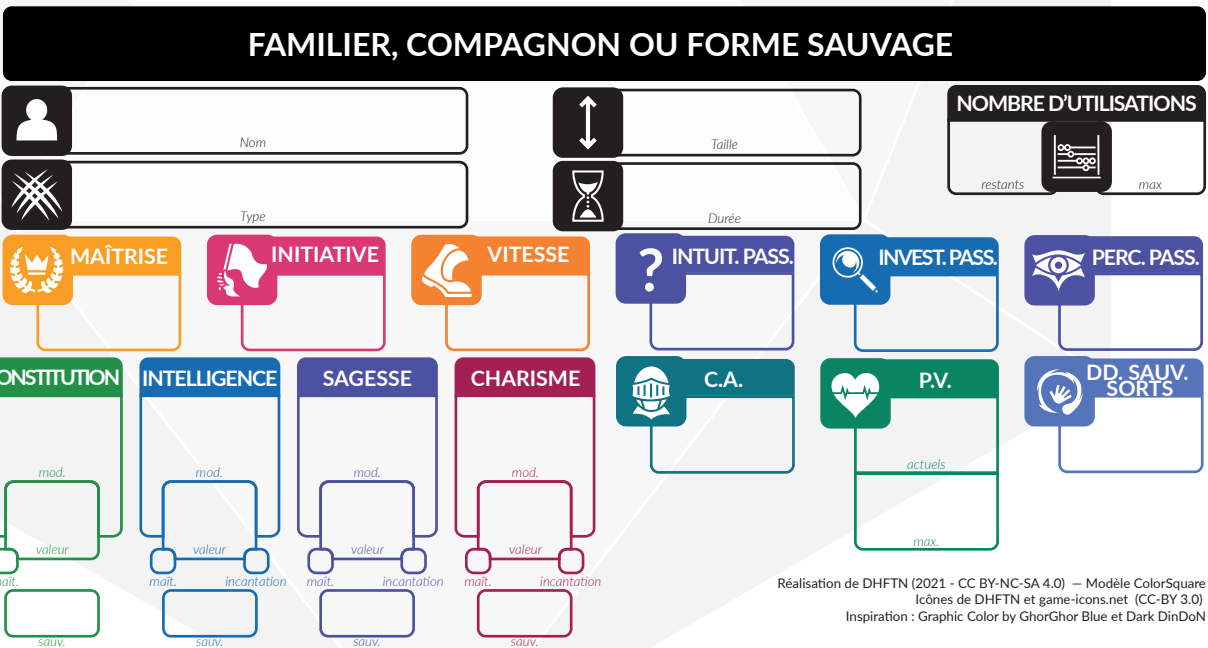 FAMILIER, COMPAGNON OU FORME SAUVAGE
Nom
Taille
NOMBRE D'UTILISATIONS
restants
max
Type
Durée
MAÎTRISE
INITIATIVE
VITESSE
INTUIT. PASS.
INVEST. PASS.
PERC. PASS.
ONSTITUTION
INTELLIGENCE
SAGESSE
CHARISME
C.A.
P.V.
DD. SAUV.
SORTS
mod.
mod.
mod.
mod.
actuels
valeur
valeur
valeur
valeur
max.
maît.
maît.
incantation
maît.
incantation
maît.
incantation
sauv.
sauv.
sauv.
sauv.
Réalisation de DHFTN (2021 - CC BY-NC-SA 4.0) — Modèle ColorSquare
Icônes de DHFTN et game-icons.net (CC-BY 3.0)
Inspiration : Graphic Color by GhorGhor Blue et Dark DinDoN